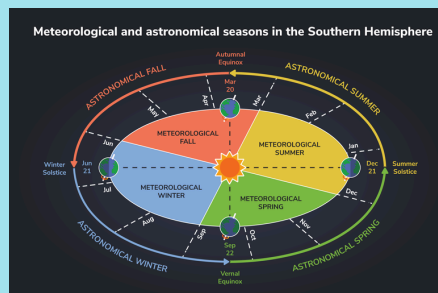 Meteorological and astronomical seasons in the Southern Hemisphere
ASTRONOMICAL FALL
Autumnal
Equinox
ASTRONOMICAL SUMMER
Mar
20
Apr
Mar
May
Feb
METEOROLOGICAL
FALL
METEOROLOGICAL
SUMMER
Jun
Jan
Winter
Solstice
Jun
21
Dec
21
Summer
Solstice
Jul
Dec
METEOROLOGICAL
WINTER
METEOROLOGICAL
SPRING
Aug
Sep
Oct
Nov
Sep
22
ASTRONOMICAL WINTER
Vernal
Equinox
ASTRONOMICAL SPRING